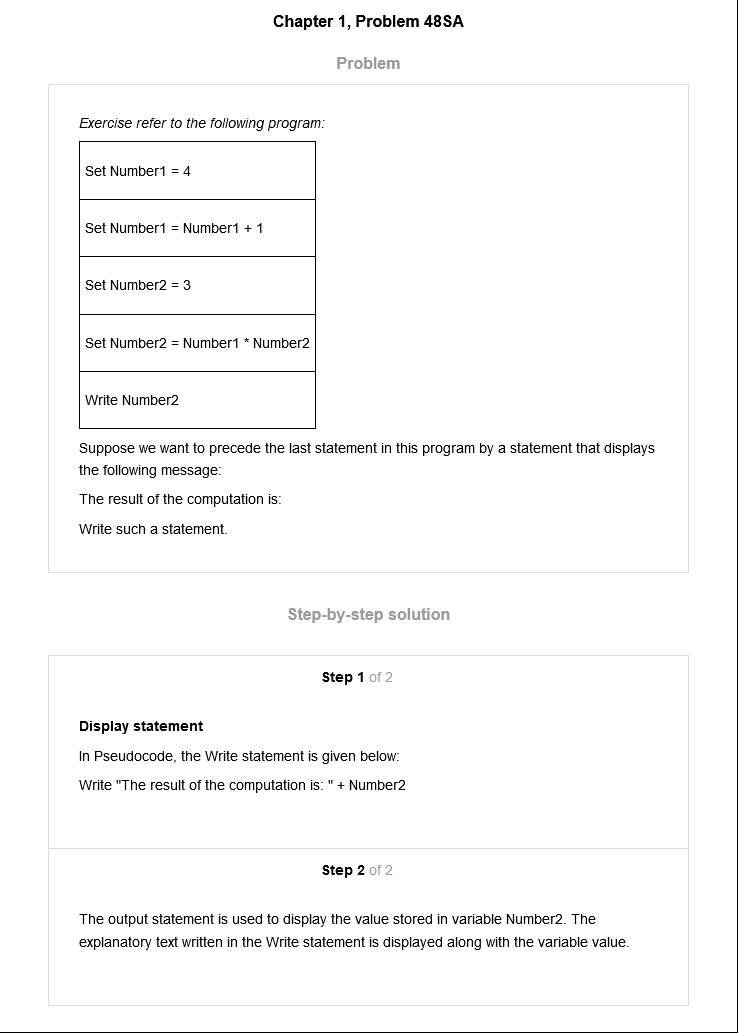 Chapter 1, Problem 48SA
Problem
Exercise refer to the following program:
Set Number1 = 4
Set Number1 = Number1 + 1
Set Number2 = 3
Set Number2 = Number1 * Number2
Write Number2
Suppose we want to precede the last statement in this program by a statement that displays
the following message:
The result of the computation is:
Write such a statement.
Step-by-step solution
Step 1 of 2
Display statement
In Pseudocode, the Write statement is given below:
Write "The result of the computation is: " + Number2
Step 2 of 2
The output statement is used to display the value stored in variable Number2. The
explanatory text written in the Write statement is displayed along with the variable value.